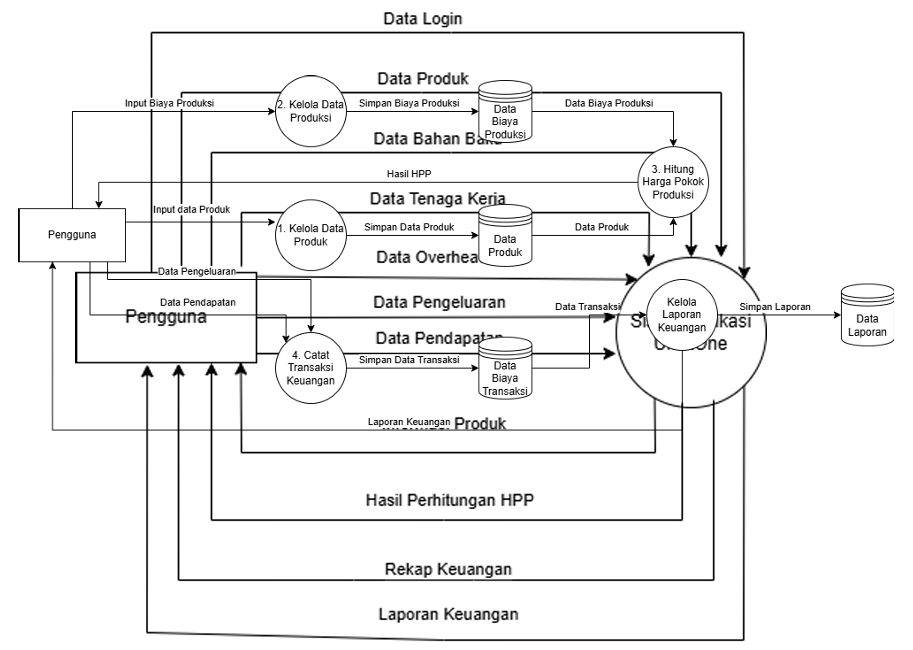 Data Login
Data Produk
Input Biaya Produksi
2. Kelola Data
Produksi
Simpan Biaya Produksi
Data
Biaya
Produksi
Data Biaya Produksi
Data Bahan Baku
Hasil HPP
3. Hitung
Harga Pokok
Produksi
Data Tenaga Kerja
Pengguna
Input data Produk
1. Kelola Data
Produk
Simpan Data Produk
Data
Produk
Data Produk
Data Pengeluaran
Pengguna
Data Pendapatan
Data Pengeluaran
Data Transaksi
Kelola
Laporan
Keuangan
Simpan Laporan
Data
Laporan
Data Pendapatan
4. Catat
Transaksi
Keuangan
Simpan Data Transaksi
Data
Biaya
Transaksi
Laporan Keuangan
Produk
Hasil Perhitungan HPP
Rekap Keuangan
Laporan Keuangan